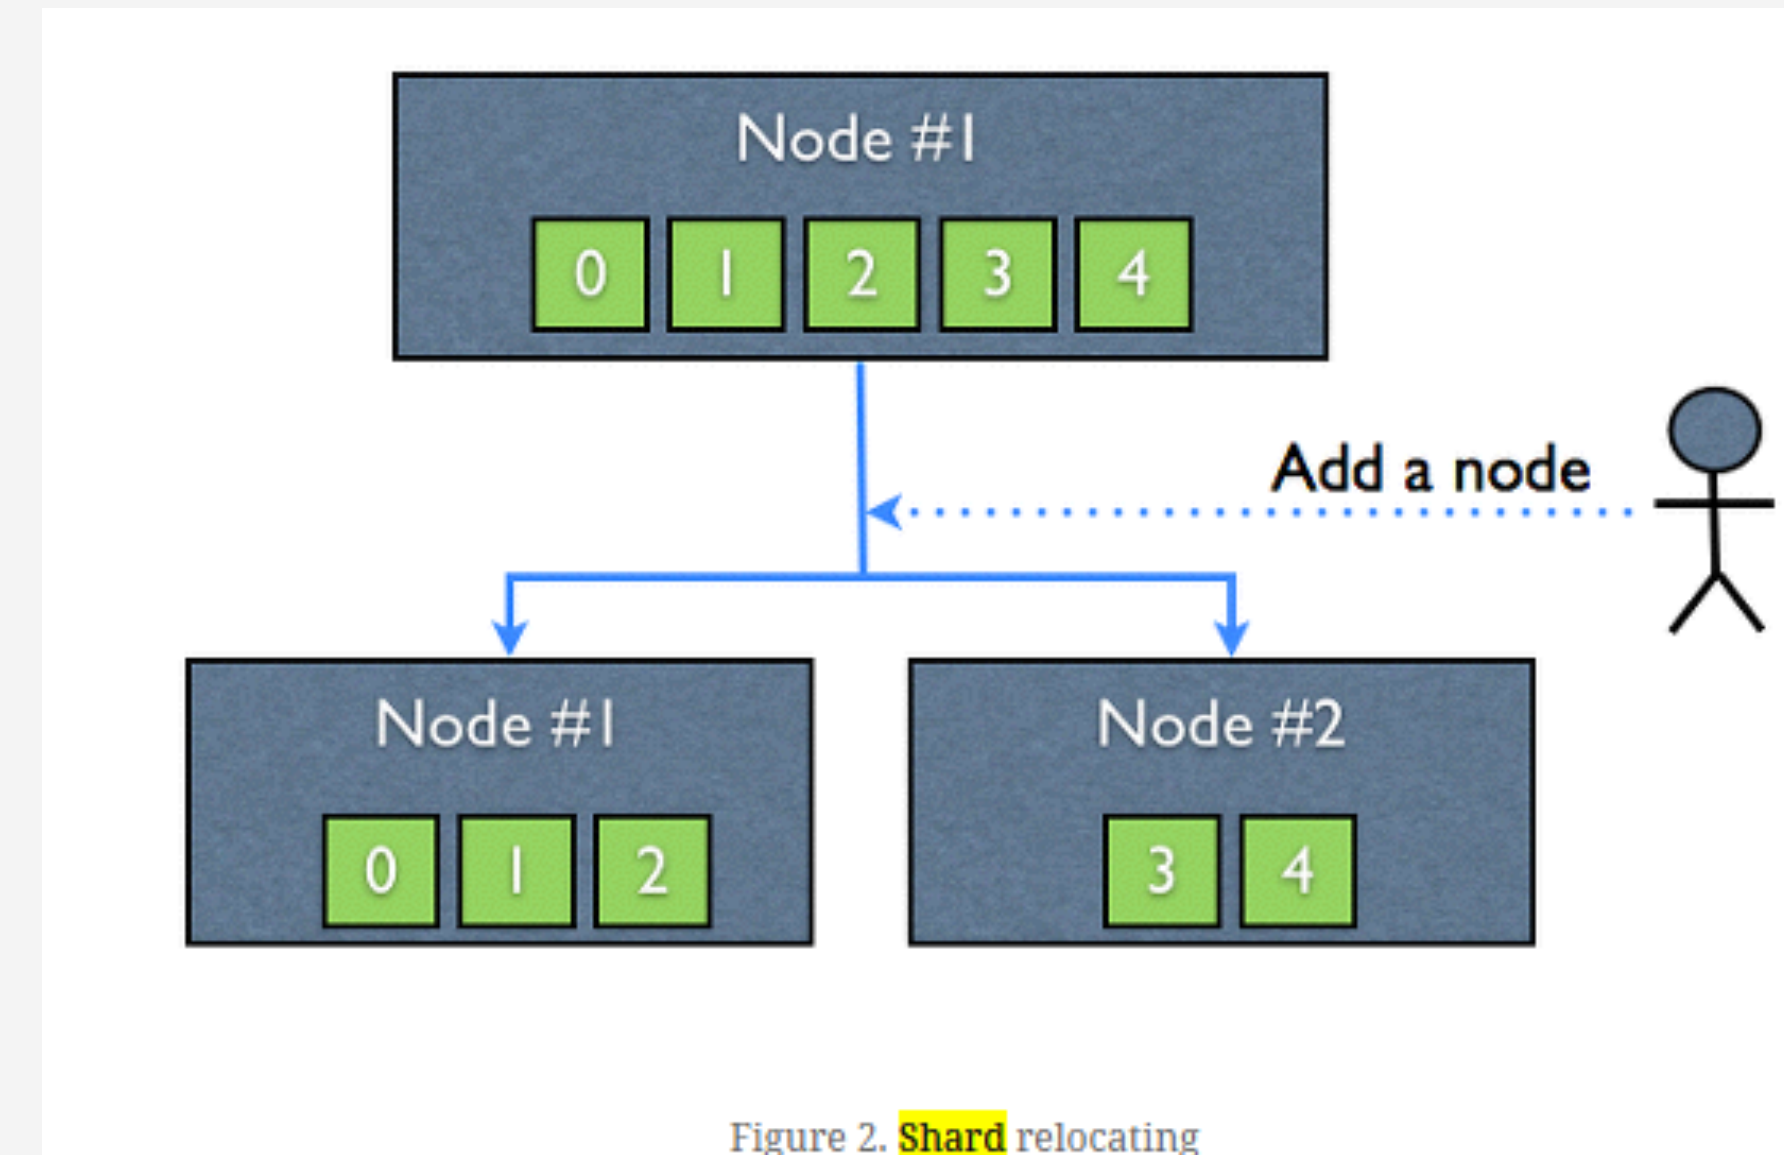 Node #1
0 1 2 3 4
Add a node
Node #1
0 1 2
Node #2
3 4
Figure 2. Shard relocating